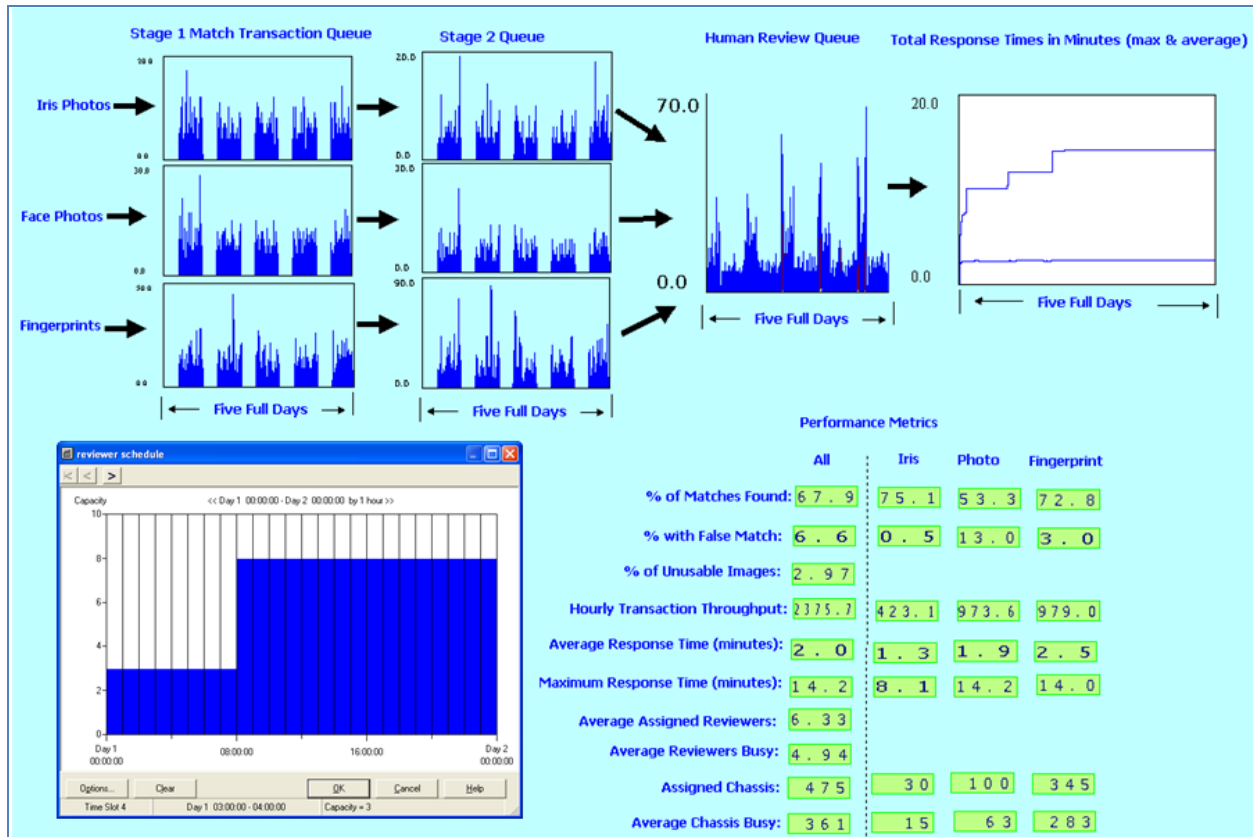 Stage 1 Match Transaction Queue
Stage 2 Queue
Human Review Queue
Total Response Times in Minutes (max & average)
Iris Photos
20.0
0.0
20.0
0.0
Face Photos
30.0
0.0
30.0
0.0
Fingerprints
0.0
90.0
0.0
70.0
0.0
20.0
0.0
Five Full Days
Five Full Days
Five Full Days
Five Full Days
reviewer schedule
Capacity
<< Day 1 00:00:00 - Day 2 00:00:00 by 1 hour >>
10
8
6
4
2
0
Day 1
00:00:00
08:00:00
16:00:00
Day 2
00:00:00
Options...
Clear
OK
Cancel
Help
Time Slot 4
Day 1 03:00:00 - 04:00:00
Capacity = 3
Performance Metrics
All Iris Photo Fingerprint
% of Matches Found: 67.9 75.1 53.3 72.8
% with False Match: 6.6 0.5 13.0 3.0
% of Unusable Images: 2.97
Hourly Transaction Throughput: 2375.7 423.1 973.6 979.0
Average Response Time (minutes): 2.0 1.3 1.9 2.5
Maximum Response Time (minutes): 14.2 8.1 14.2 14.0
Average Assigned Reviewers: 6.33
Average Reviewers Busy: 4.94
Assigned Chassis: 475 30 100 345
Average Chassis Busy: 361 15 63 283